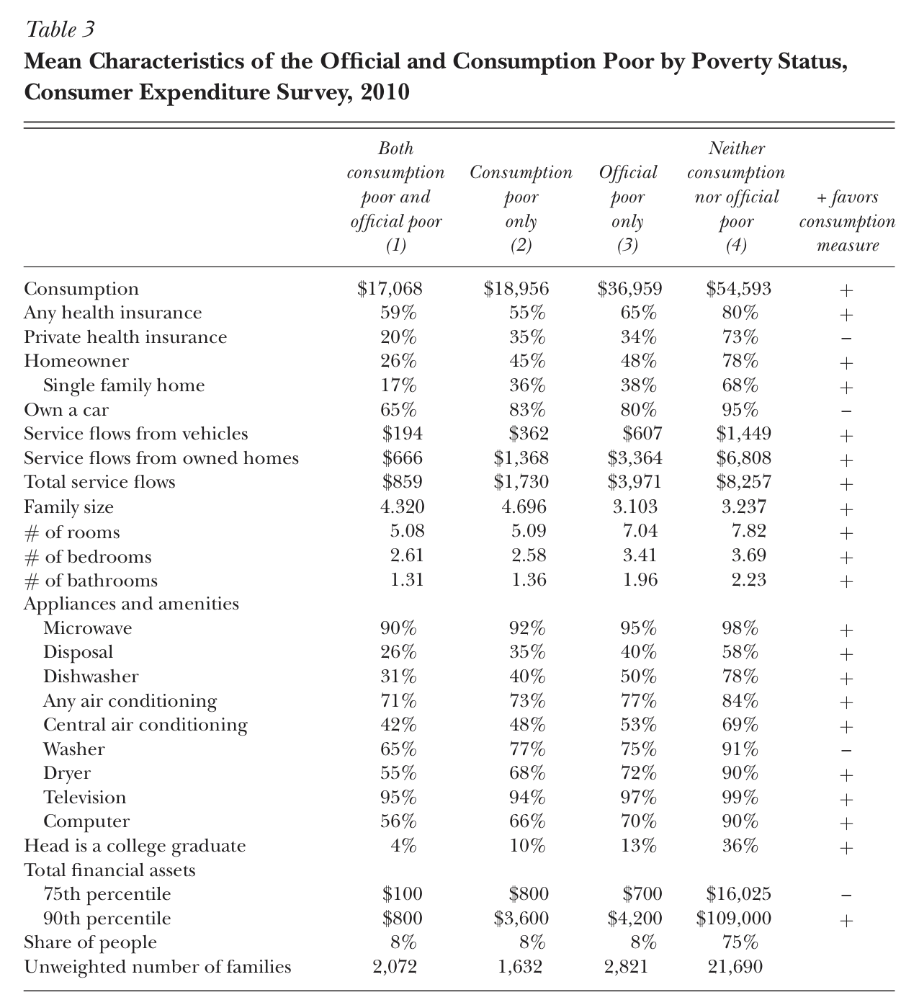 Table 3
Mean Characteristics of the Official and Consumption Poor by Poverty Status,
Consumer Expenditure Survey, 2010
Both consumption poor and official poor (1) Consumption poor only (2) Official poor only (3) Neither consumption nor official poor (4) + favors consumption measure
Consumption $17,068 $18,956 $36,959 $54,593 +
Any health insurance 59% 55% 65% 80% +
Private health insurance 20% 35% 34% 73% –
Homeowner 26% 45% 48% 78% +
Single family home 17% 36% 38% 68% +
Own a car 65% 83% 80% 95% –
Service flows from vehicles $194 $362 $607 $1,449 +
Service flows from owned homes $666 $1,368 $3,364 $6,808 +
Total service flows $859 $1,730 $3,971 $8,257 +
Family size 4.320 4.696 3.103 3.237 +
# of rooms 5.08 5.09 7.04 7.82 +
# of bedrooms 2.61 2.58 3.41 3.69 +
# of bathrooms 1.31 1.36 1.96 2.23 +
Appliances and amenities
Microwave 90% 92% 95% 98% +
Disposal 26% 35% 40% 58% +
Dishwasher 31% 40% 50% 78% +
Any air conditioning 71% 73% 77% 84% +
Central air conditioning 42% 48% 53% 69% +
Washer 65% 77% 75% 91% –
Dryer 55% 68% 72% 90% +
Television 95% 94% 97% 99% +
Computer 56% 66% 70% 90% +
Head is a college graduate 4% 10% 13% 36% +
Total financial assets
75th percentile $100 $800 $700 $16,025 –
90th percentile $800 $3,600 $4,200 $109,000 +
Share of people 8% 8% 8% 75%
Unweighted number of families 2,072 1,632 2,821 21,690